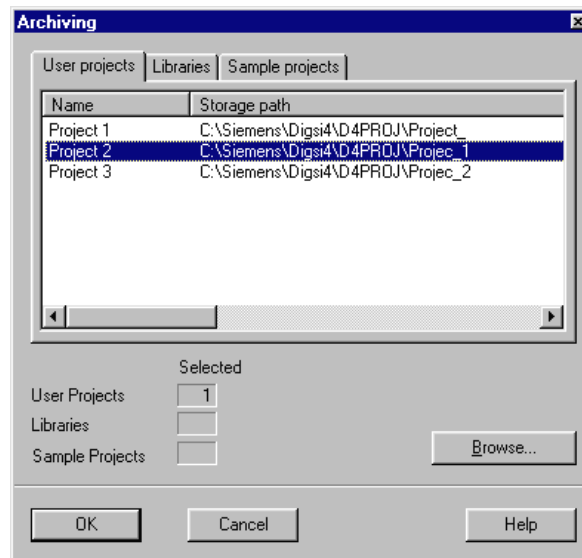 Archiving
User projects Libraries Sample projects
Name Storage path
Project 1 C:\Siemens\Digsi4\D4PROJ\Project_
Project 2 C:\Siemens\Digsi4\D4PROJ\Projec_1
Project 3 C:\Siemens\Digsi4\D4PROJ\Projec_2
Selected
User Projects 1
Libraries
Sample Projects
Browse...
OK Cancel Help